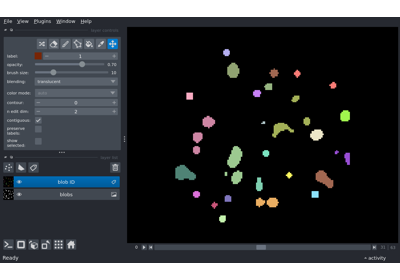 File View Plugins Window Help
label: 1
opacity: 0.70
brush size: 10
blending: translucent
color mode:
contour: 0
n edit dim: 2
contiguous:
preserve
labels:
show
selected:
blob ID
blobs
0
Ready
activity